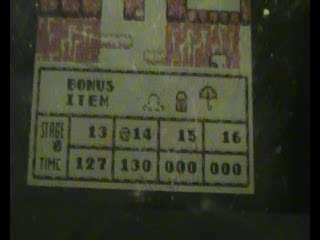 BONUS
ITEM
STAGE 13 14 15 16
TIME 127 130 000 000